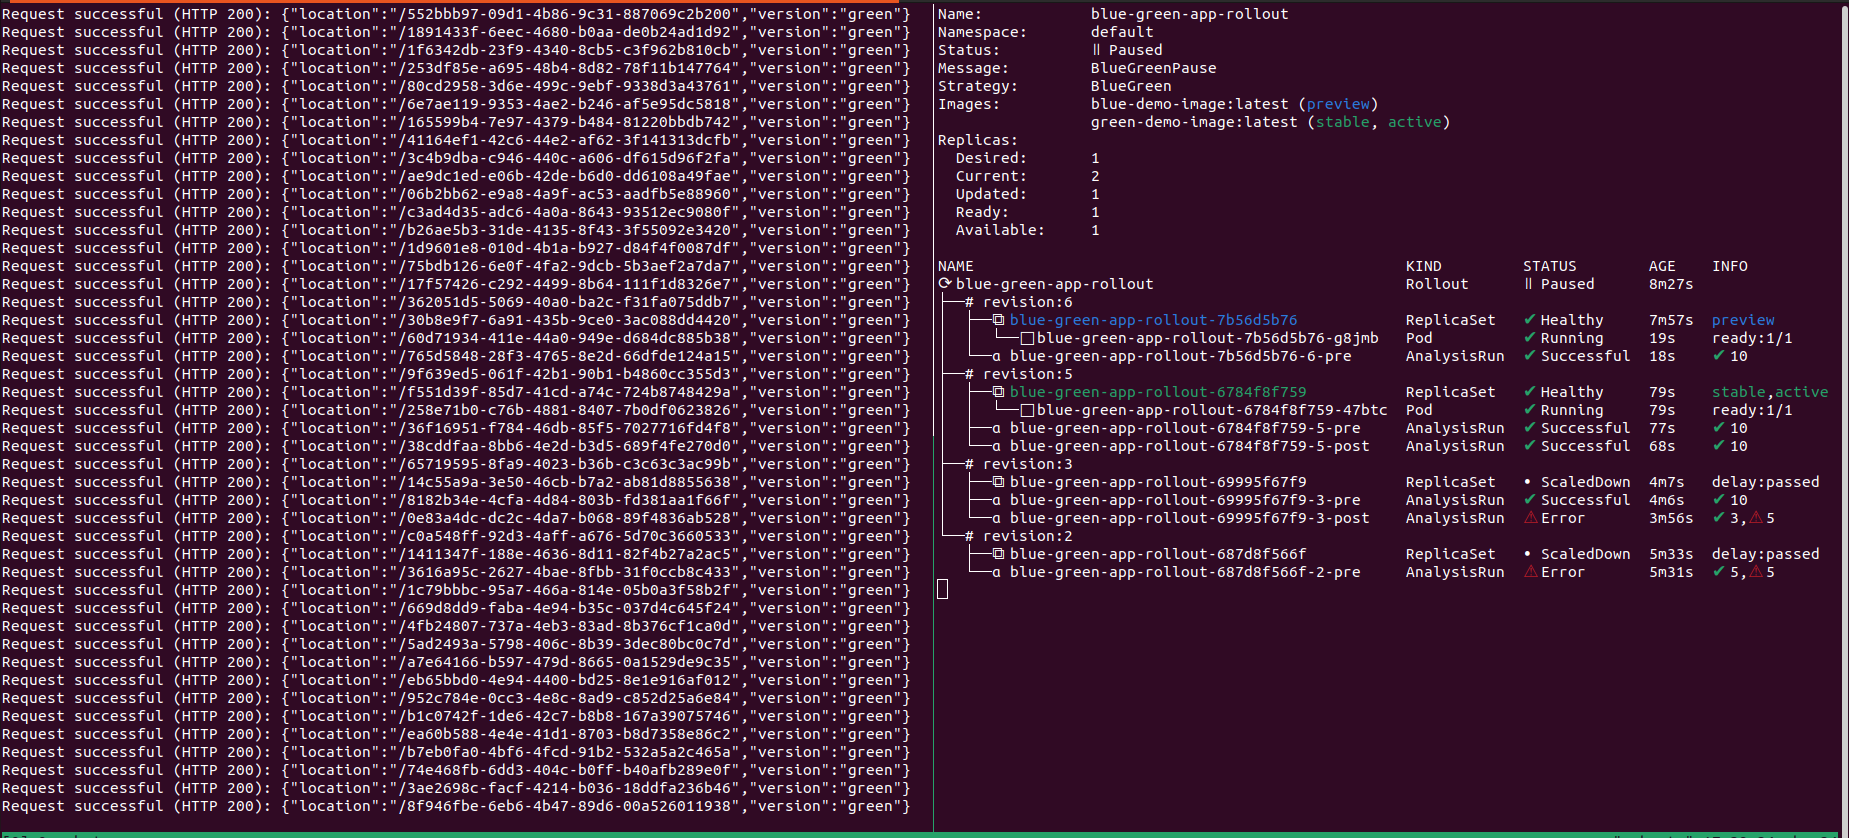 Request successful (HTTP 200): {"location":"/552bbb97-09d1-4b86-9c31-887069c2b200","version":"green"}
Request successful (HTTP 200): {"location":"/1891433f-6eec-4680-b0aa-de0b24ad1d92","version":"green"}
Request successful (HTTP 200): {"location":"/1f6342db-23f9-4340-8cb5-c3f962b810cb","version":"green"}
Request successful (HTTP 200): {"location":"/253df85e-a695-48b4-8d82-78f11b147764","version":"green"}
Request successful (HTTP 200): {"location":"/80cd2958-3d6e-499c-9ebf-9338d3a43761","version":"green"}
Request successful (HTTP 200): {"location":"/6e7ae119-9353-4ae2-b246-af5e95dc5818","version":"green"}
Request successful (HTTP 200): {"location":"/165599b4-7e97-4379-b484-81220bbdb742","version":"green"}
Request successful (HTTP 200): {"location":"/41164ef1-42c6-44e2-af62-3f141313dcfb","version":"green"}
Request successful (HTTP 200): {"location":"/3c4b9dba-c946-440c-a606-df615d96f2fa","version":"green"}
Request successful (HTTP 200): {"location":"/ae9dc1ed-e06b-42de-b6d0-dd6108a49fae","version":"green"}
Request successful (HTTP 200): {"location":"/06b2bb62-e9a8-4a9f-ac53-aadfb5e88960","version":"green"}
Request successful (HTTP 200): {"location":"/c3ad4d35-adc6-4a0a-8643-93512ec9080f","version":"green"}
Request successful (HTTP 200): {"location":"/b26ae5b3-31de-4135-8f43-3f55092e3420","version":"green"}
Request successful (HTTP 200): {"location":"/1d9601e8-010d-4b1a-b927-d84f4f0087df","version":"green"}
Request successful (HTTP 200): {"location":"/75bdb126-6e0f-4fa2-9dcb-5b3aef2a7da7","version":"green"}
Request successful (HTTP 200): {"location":"/17f57426-c292-4499-8b64-111f1d8326e7","version":"green"}
Request successful (HTTP 200): {"location":"/362051d5-5069-40a0-ba2c-f31fa075ddb7","version":"green"}
Request successful (HTTP 200): {"location":"/30b8e9f7-6a91-435b-9ce0-3ac088dd4420","version":"green"}
Request successful (HTTP 200): {"location":"/60d71934-411e-44a0-949e-d684dc885b38","version":"green"}
Request successful (HTTP 200): {"location":"/765d5848-28f3-4765-8e2d-66dfde124a15","version":"green"}
Request successful (HTTP 200): {"location":"/9f639ed5-061f-42b1-90b1-b4860cc355d3","version":"green"}
Request successful (HTTP 200): {"location":"/f551d39f-85d7-41cd-a74c-724b8748429a","version":"green"}
Request successful (HTTP 200): {"location":"/258e71b0-c76b-4881-8407-7b0df0623826","version":"green"}
Request successful (HTTP 200): {"location":"/36f16951-f784-46db-85f5-7027716fd4f8","version":"green"}
Request successful (HTTP 200): {"location":"/38cddfaa-8bb6-4e2d-b3d5-689f4fe270d0","version":"green"}
Request successful (HTTP 200): {"location":"/65719595-8fa9-4023-b36b-c3c63c3ac99b","version":"green"}
Request successful (HTTP 200): {"location":"/14c55a9a-3e50-46cb-b7a2-ab81d8855638","version":"green"}
Request successful (HTTP 200): {"location":"/8182b34e-4cfa-4d84-803b-fd381aa1f66f","version":"green"}
Request successful (HTTP 200): {"location":"/0e83a4dc-dc2c-4da7-b068-89f4836ab528","version":"green"}
Request successful (HTTP 200): {"location":"/c0a548ff-92d3-4aff-a676-5d70c3660533","version":"green"}
Request successful (HTTP 200): {"location":"/1411347f-188e-4636-8d11-82f4b27a2ac5","version":"green"}
Request successful (HTTP 200): {"location":"/3616a95c-2627-4bae-8fbb-31f0ccb8c433","version":"green"}
Request successful (HTTP 200): {"location":"/1c79bbbc-95a7-466a-814e-05b0a3f58b2f","version":"green"}
Request successful (HTTP 200): {"location":"/669d8dd9-faba-4e94-b35c-037d4c645f24","version":"green"}
Request successful (HTTP 200): {"location":"/4fb24807-737a-4eb3-83ad-8b376cf1ca0d","version":"green"}
Request successful (HTTP 200): {"location":"/5ad2493a-5798-406c-8b39-3dec80bc0c7d","version":"green"}
Request successful (HTTP 200): {"location":"/a7e64166-b597-479d-8665-0a1529de9c35","version":"green"}
Request successful (HTTP 200): {"location":"/eb65bbd0-4e94-4400-bd25-8e1e916af012","version":"green"}
Request successful (HTTP 200): {"location":"/952c784e-0cc3-4e8c-8ad9-c852d25a6e84","version":"green"}
Request successful (HTTP 200): {"location":"/b1c0742f-1de6-42c7-b8b8-167a39075746","version":"green"}
Request successful (HTTP 200): {"location":"/ea60b588-4e4e-41d1-8703-b8d7358e86c2","version":"green"}
Request successful (HTTP 200): {"location":"/b7eb0fa0-4bf6-4fcd-91b2-532a5a2c465a","version":"green"}
Request successful (HTTP 200): {"location":"/74e468fb-6dd3-404c-b0ff-b40afb289e0f","version":"green"}
Request successful (HTTP 200): {"location":"/3ae2698c-facf-4214-b036-18ddfa236b46","version":"green"}
Request successful (HTTP 200): {"location":"/8f946fbe-6eb6-4b47-89d6-00a526011938","version":"green"}
Name: blue-green-app-rollout
Namespace: default
Status: ॥ Paused
Message: BlueGreenPause
Strategy: BlueGreen
Images: blue-demo-image:latest (preview)
green-demo-image:latest (stable, active)
Replicas:
Desired: 1
Current: 2
Updated: 1
Ready: 1
Available: 1
NAME KIND STATUS AGE INFO
⟳ blue-green-app-rollout Rollout ॥ Paused 8m27s
├──# revision:6
│  ├──⧉ blue-green-app-rollout-7b56d5b76 ReplicaSet ✔ Healthy 7m57s preview
│  │  └──□ blue-green-app-rollout-7b56d5b76-g8jmb Pod ✔ Running 19s ready:1/1
│  └──α blue-green-app-rollout-7b56d5b76-6-pre AnalysisRun ✔ Successful 18s ✔ 10
├──# revision:5
│  ├──⧉ blue-green-app-rollout-6784f8f759 ReplicaSet ✔ Healthy 79s stable,active
│  │  └──□ blue-green-app-rollout-6784f8f759-47btc Pod ✔ Running 79s ready:1/1
│  ├──α blue-green-app-rollout-6784f8f759-5-pre AnalysisRun ✔ Successful 77s ✔ 10
│  └──α blue-green-app-rollout-6784f8f759-5-post AnalysisRun ✔ Successful 68s ✔ 10
├──# revision:3
│  ├──⧉ blue-green-app-rollout-69995f67f9 ReplicaSet • ScaledDown 4m7s delay:passed
│  ├──α blue-green-app-rollout-69995f67f9-3-pre AnalysisRun ✔ Successful 4m6s ✔ 10
│  └──α blue-green-app-rollout-69995f67f9-3-post AnalysisRun ⚠ Error 3m56s ✔ 3,⚠ 5
└──# revision:2
   ├──⧉ blue-green-app-rollout-687d8f566f ReplicaSet • ScaledDown 5m33s delay:passed
   └──α blue-green-app-rollout-687d8f566f-2-pre AnalysisRun ⚠ Error 5m31s ✔ 5,⚠ 5